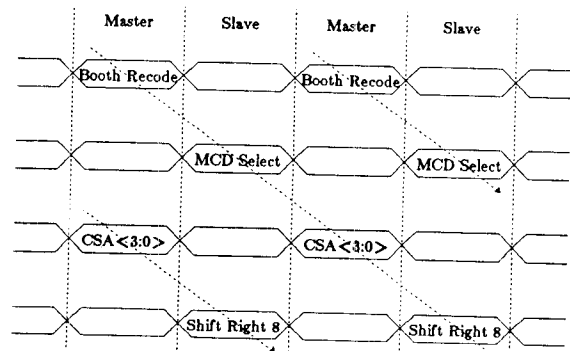 Master Slave Master Slave
Booth Recode Booth Recode
MCD Select MCD Select
CSA<3:0> CSA<3:0>
Shift Right 8 Shift Right 8